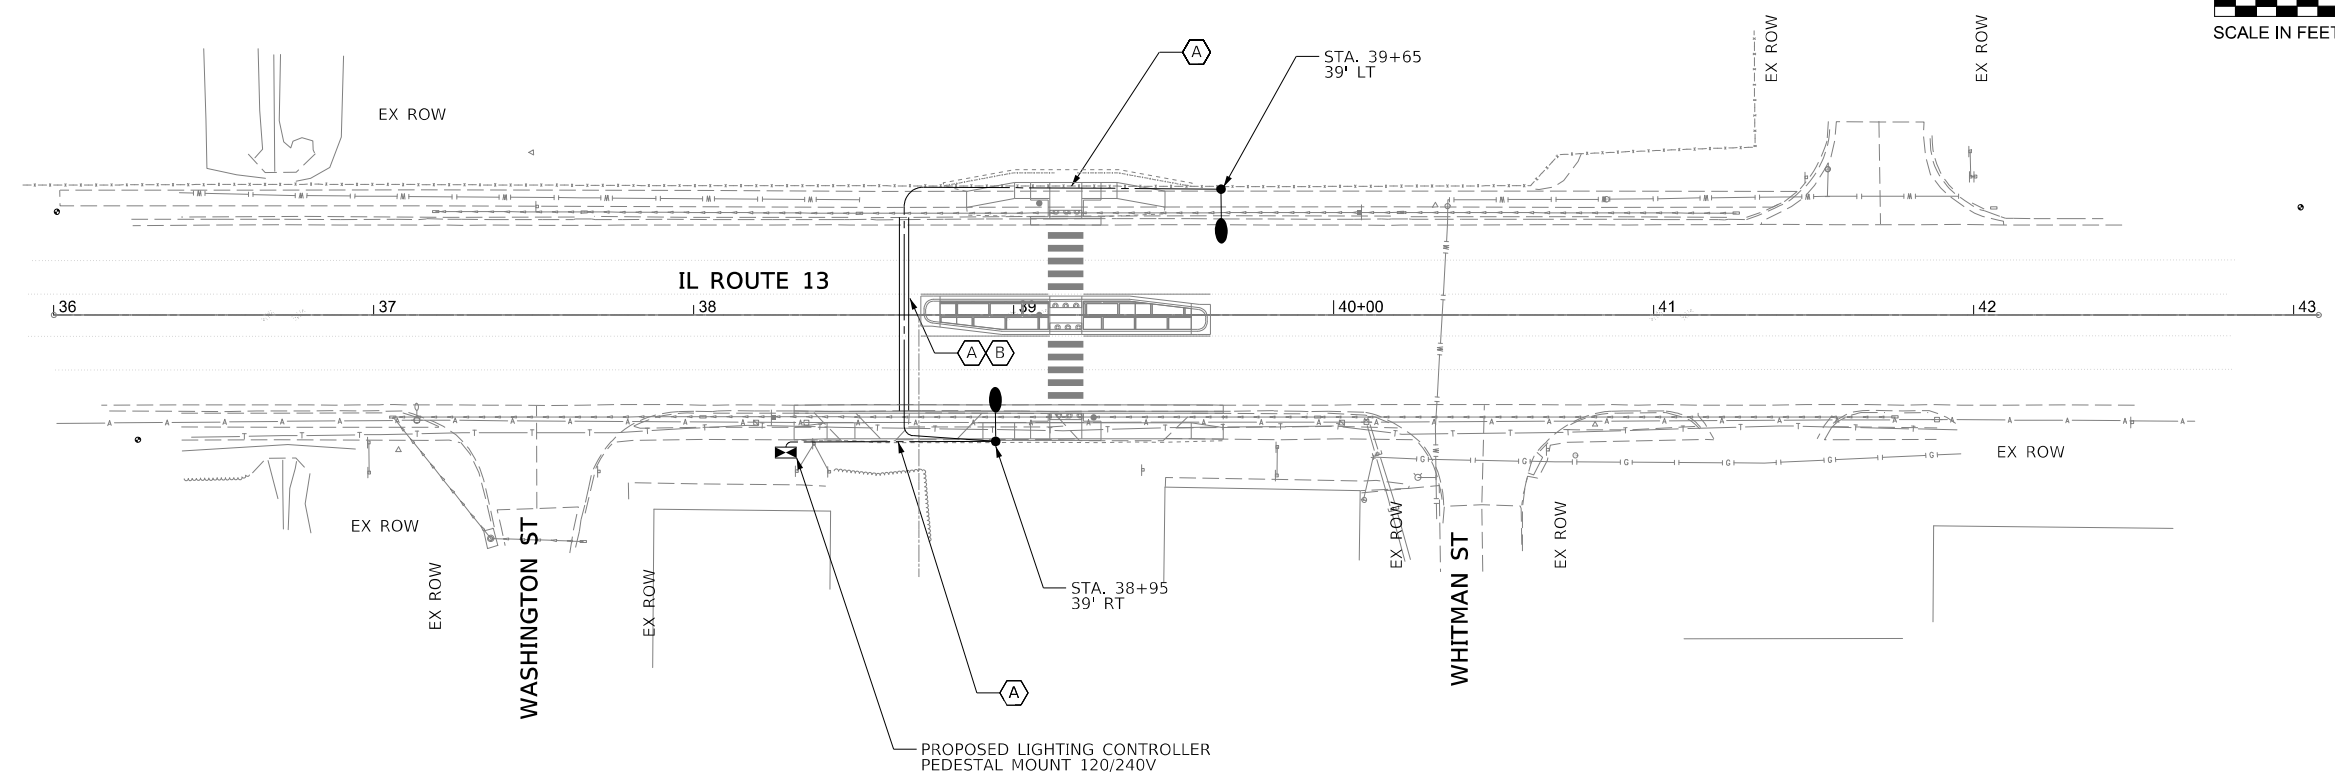 SCALE IN FEET
EX ROW
EX ROW
A
STA. 39+65
39' LT
EX ROW
IL ROUTE 13
36
37
38
39
40+00
41
42
43
A B
EX ROW
EX ROW
EX ROW
EX ROW
WASHINGTON ST
EX ROW
EX ROW
WHITMAN ST
STA. 38+95
39' RT
A
PROPOSED LIGHTING CONTROLLER
PEDESTAL MOUNT 120/240V